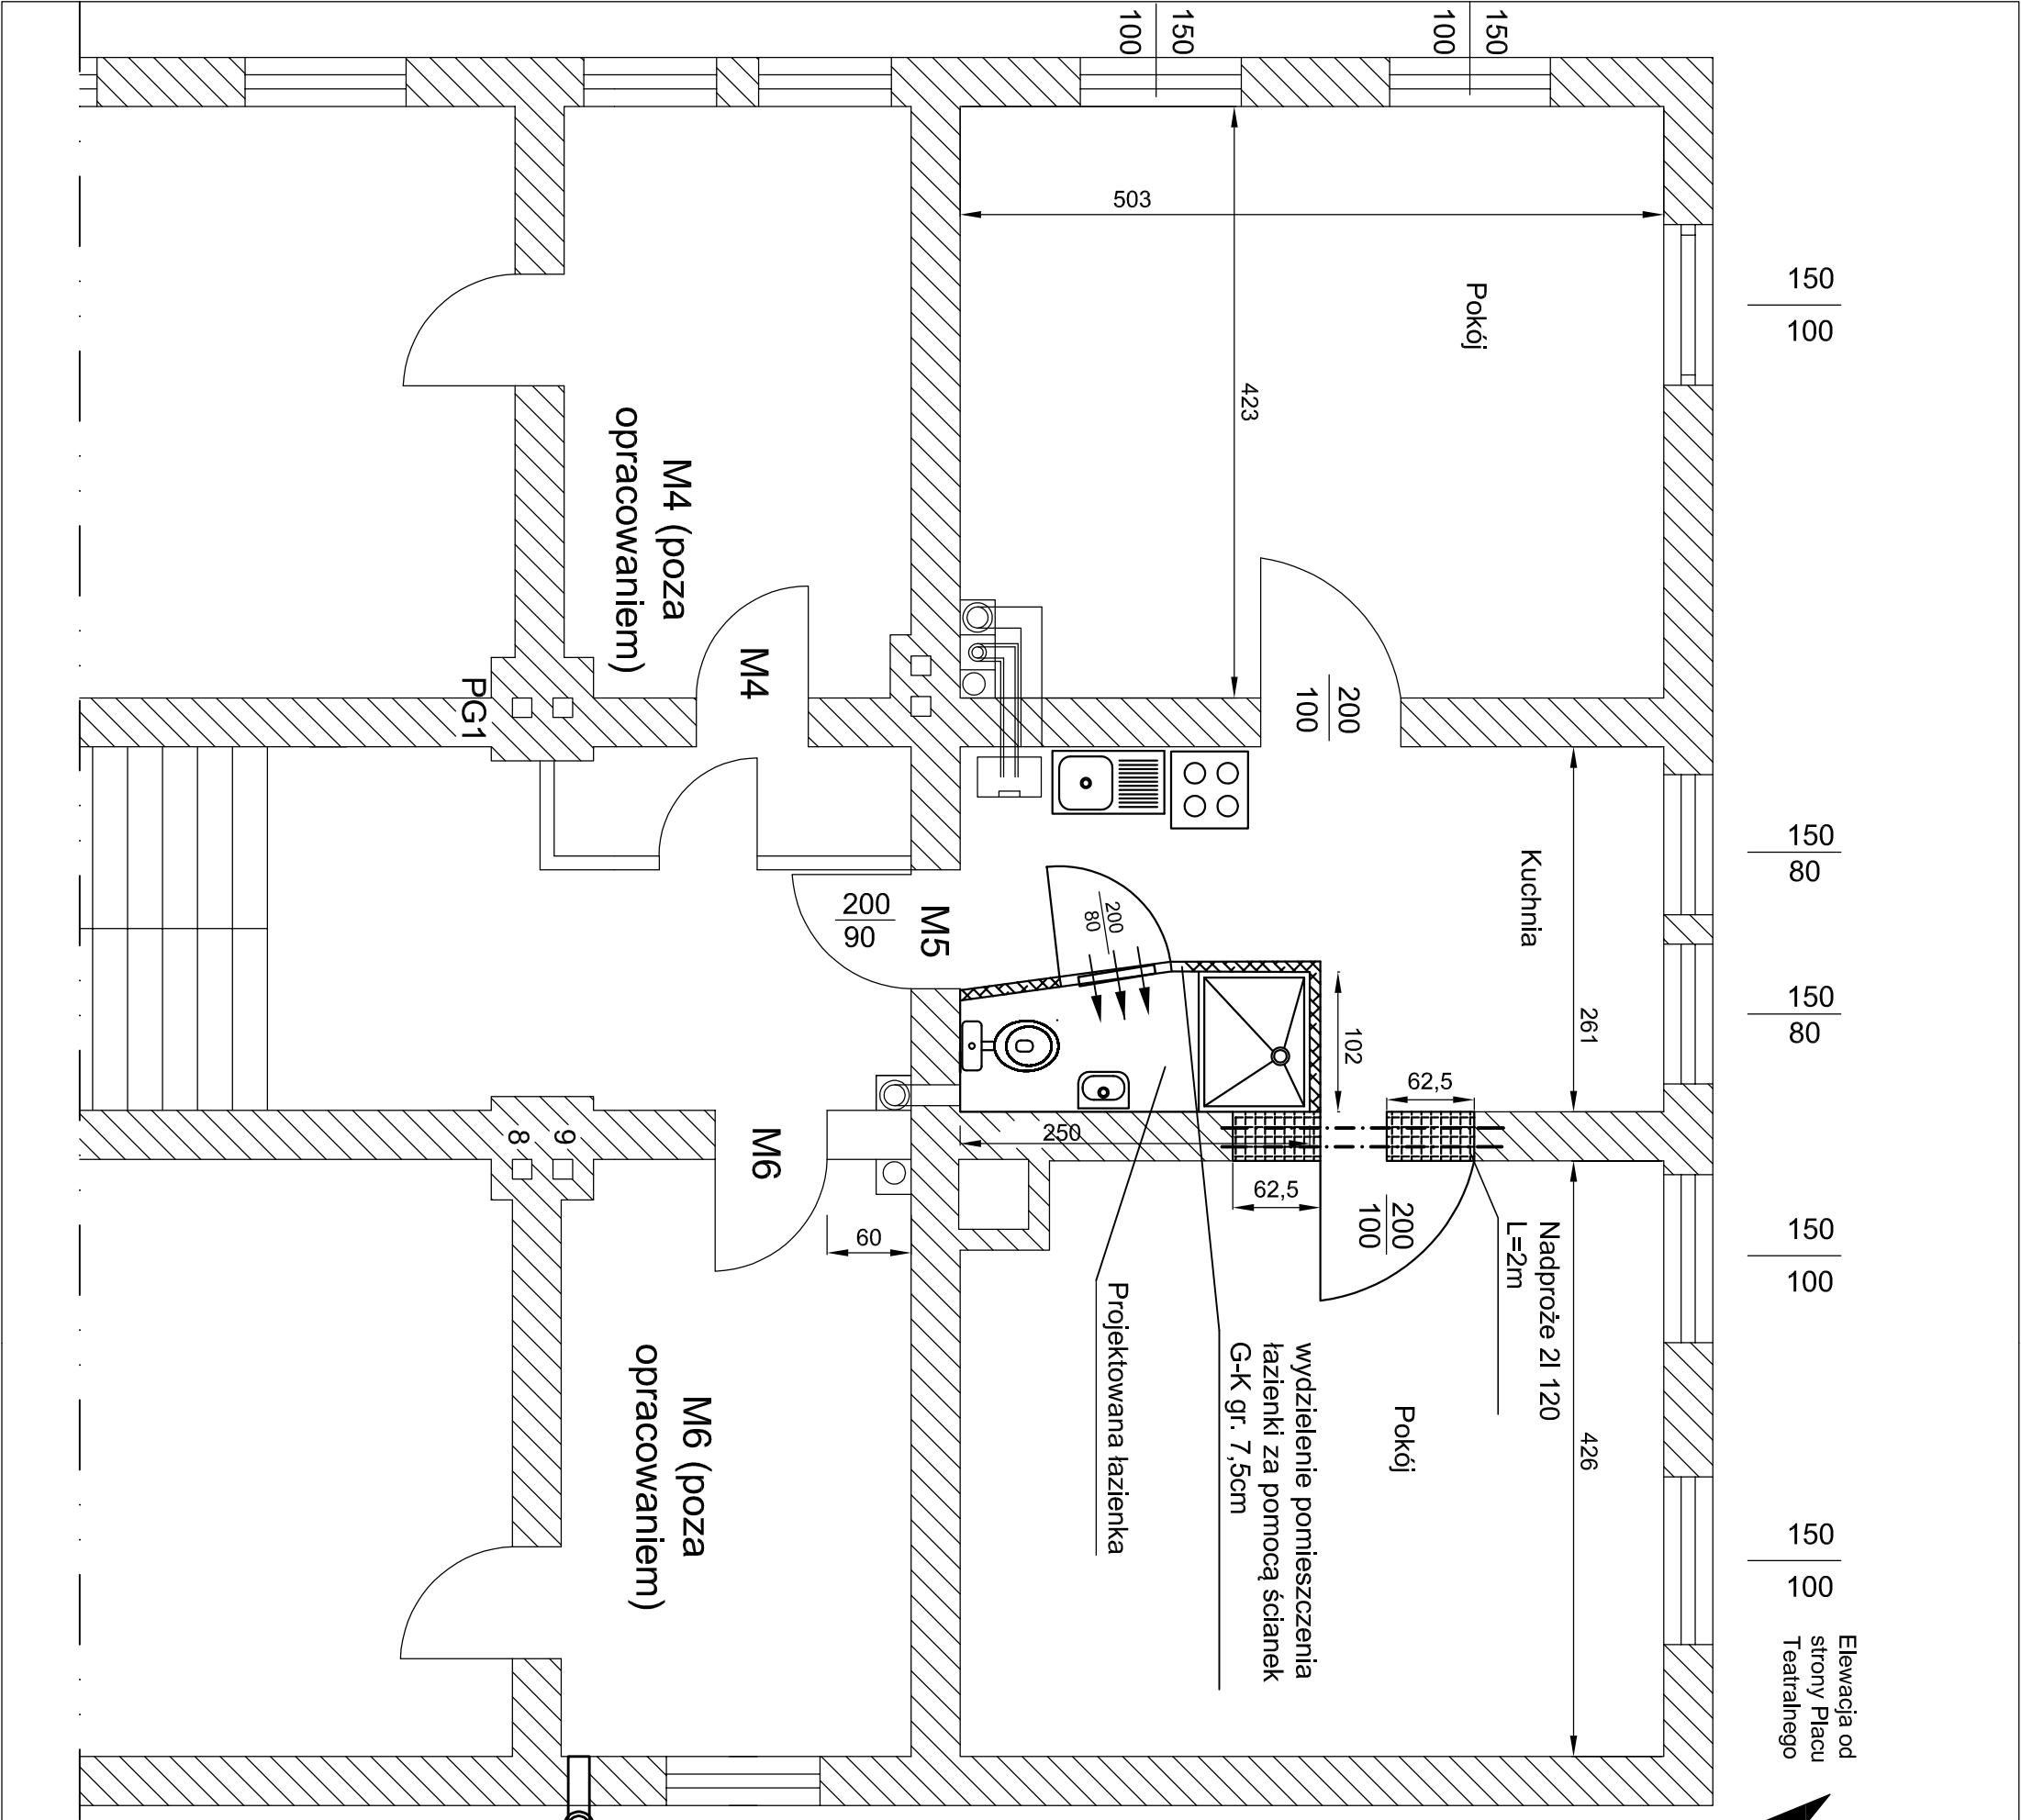 150
100
150
100
503
Pokój
150
100
423
M4 (poza
opracowaniem)
M4
PG1
200
100
Kuchnia
150
80
150
80
261
200
90
M5
200
80
102
62,5
250
62,5
8
9
M6
60
200
100
Nadproże 2I 120
L=2m
150
100
Projektowana łazienka
wydzielenie pomieszczenia
łazienki za pomocą ścianek
G-K gr. 7,5cm
Pokój
426
M6 (poza
opracowaniem)
150
100
Elewacja od
strony Placu
Teatralnego